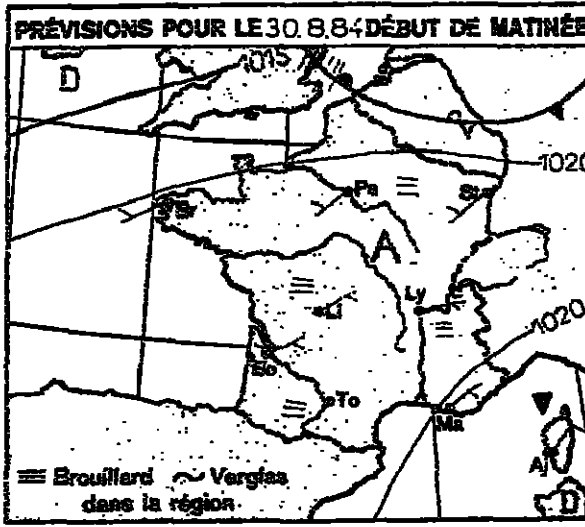 PRÉVISIONS POUR LE 30.8.84 DÉBUT DE MATINÉE
1015
D
1020
Pa
St
Br
A
Ly
Li
1020
Bo
To
Ma
Aj
D
Brouillard Verglas
dans la région